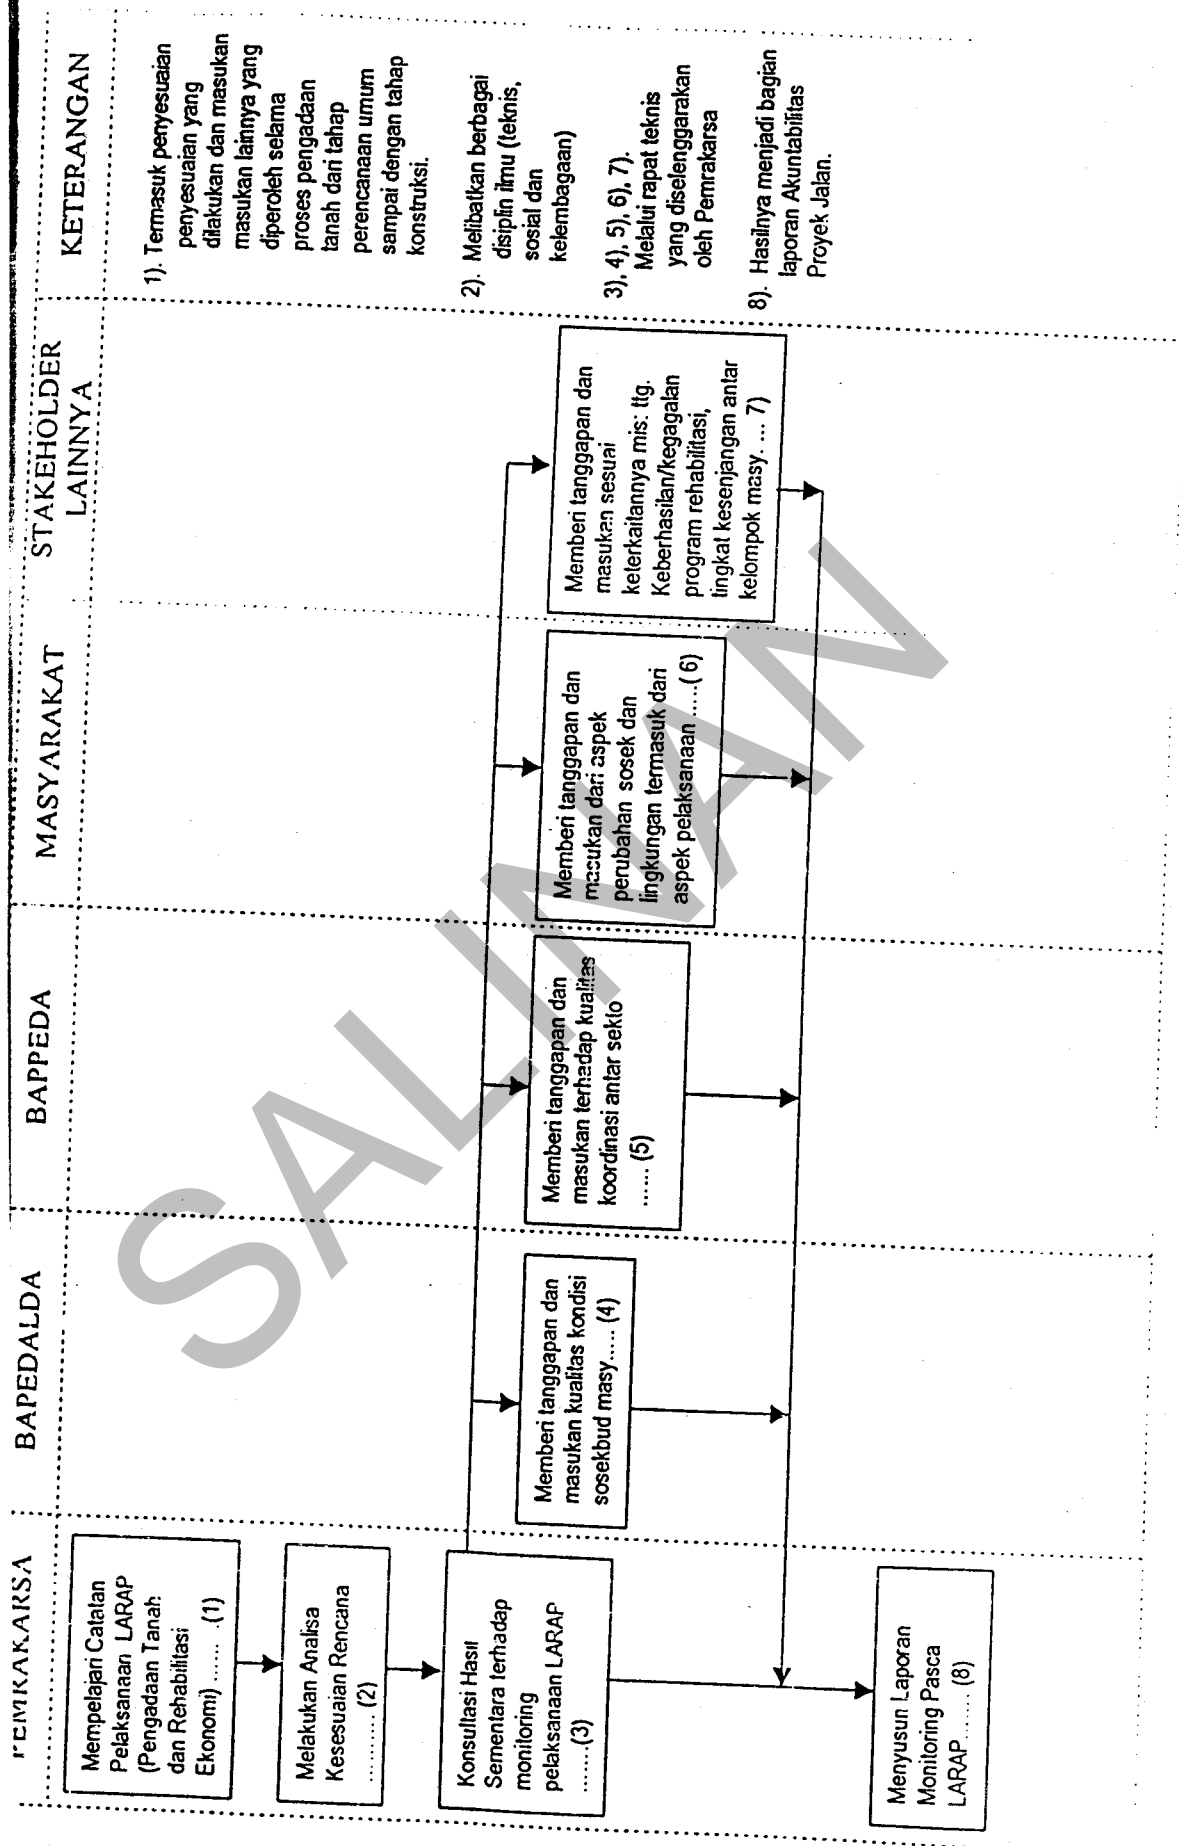 PEMRAKARSA
BAPEDALDA
BAPPEDA
MASYARAKAT
STAKEHOLDER
LAINNYA
KETERANGAN
Mempelajari Catatan
Pelaksanaan LARAP
(Pengadaan Tanah
dan Rehabilitasi
Ekonomi) ...... .(1)
Melakukan Analisa
Kesesuaian Rencana
.......... (2)
Konsultasi Hasil
Sementara terhadap
monitoring
pelaksanaan LARAP
........(3)
Memberi tanggapan dan
masukan kualitas kondisi
sosekbud masy..... (4)
Memberi tanggapan dan
masukan terhadap kualitas
koordinasi antar sekto
...... (5)
Memberi tanggapan dan
masukan dari aspek
perubahan sosek dan
lingkungan termasuk dari
aspek pelaksanaan .....( 6)
Memberi tanggapan dan
masukan sesuai
keterkaitannya mis: ttg.
Keberhasilan/kegagalan
program rehabilitasi,
tingkat kesenjangan antar
kelompok masy. ... 7)
Menyusun Laporan
Monitoring Pasca
LARAP....... (8)
1). Termasuk penyesuaian
penyesuaian yang
dilakukan dan masukan
masukan lainnya yang
diperoleh selama
proses pengadaan
tanah dari tahap
perencanaan umum
sampai dengan tahap
konstruksi.
2). Melibatkan berbagai
disiplin ilmu (teknis,
sosial dan
kelembagaan)
3), 4), 5), 6), 7).
Melalui rapat teknis
yang diselenggarakan
oleh Pemrakarsa
8). Hasilnya menjadi bagian
laporan Akuntabilitas
Proyek Jalan.
SALINAN